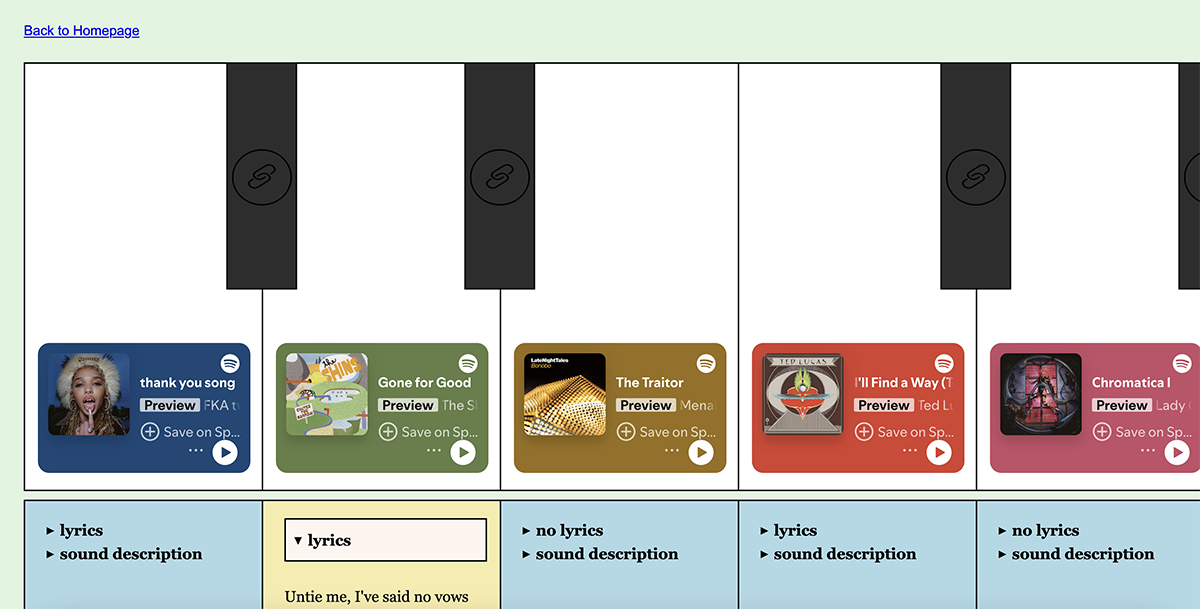 Back to Homepage
thank you song
Preview FKA
Save on Sp...
THE SHINS
Gone for Good
Preview The
Save on Sp...
LateNightTales
Bonobo
The Traitor
Preview Mena
Save on Sp...
TED LUCAS
I'll Find a Way (T
Preview Ted
Save on Sp...
Chromatica I
Preview Lady
Save on Sp...
▸ lyrics
▸ sound description
▾ lyrics
Untie me, I've said no vows
▸ no lyrics
▸ sound description
▸ lyrics
▸ sound description
▸ no lyrics
▸ sound description